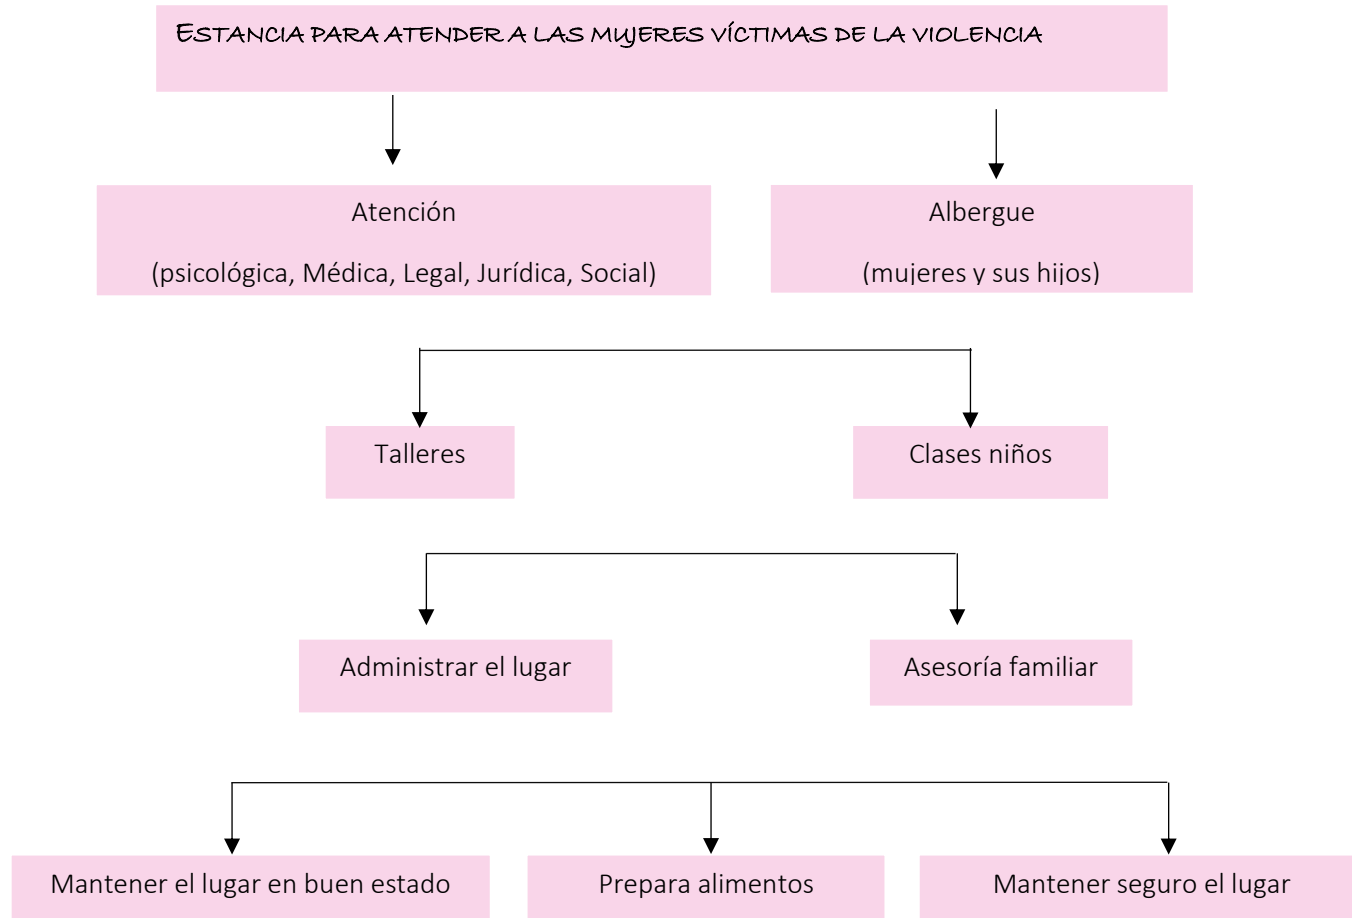 ESTANCIA PARA ATENDER A LAS MUJERES VÍCTIMAS DE LA VIOLENCIA
Atención
(psicológica, Médica, Legal, Jurídica, Social)
Albergue
(mujeres y sus hijos)
Talleres
Clases niños
Administrar el lugar
Asesoría familiar
Mantener el lugar en buen estado
Prepara alimentos
Mantener seguro el lugar